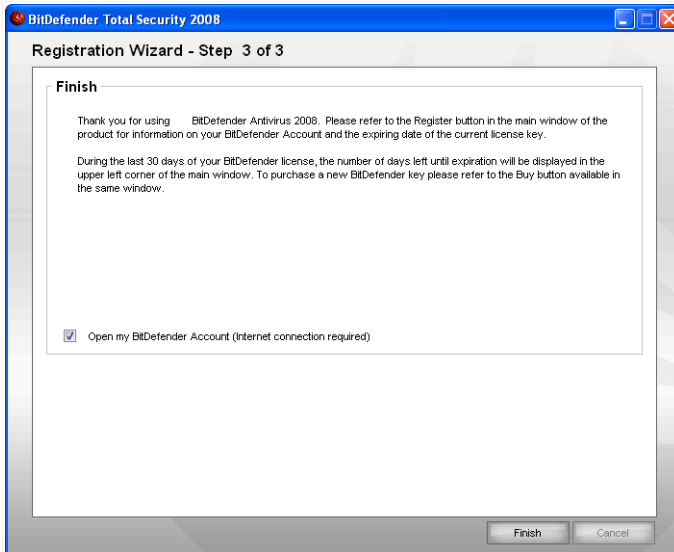 BitDefender Total Security 2008
Registration Wizard - Step 3 of 3
Finish
Thank you for using BitDefender Antivirus 2008. Please refer to the Register button in the main window of the
product for information on your BitDefender Account and the expiring date of the current license key.
During the last 30 days of your BitDefender license, the number of days left until expiration will be displayed in the
upper left corner of the main window. To purchase a new BitDefender key please refer to the Buy button available in
the same window.
Open my BitDefender Account (Internet connection required)
Finish Cancel